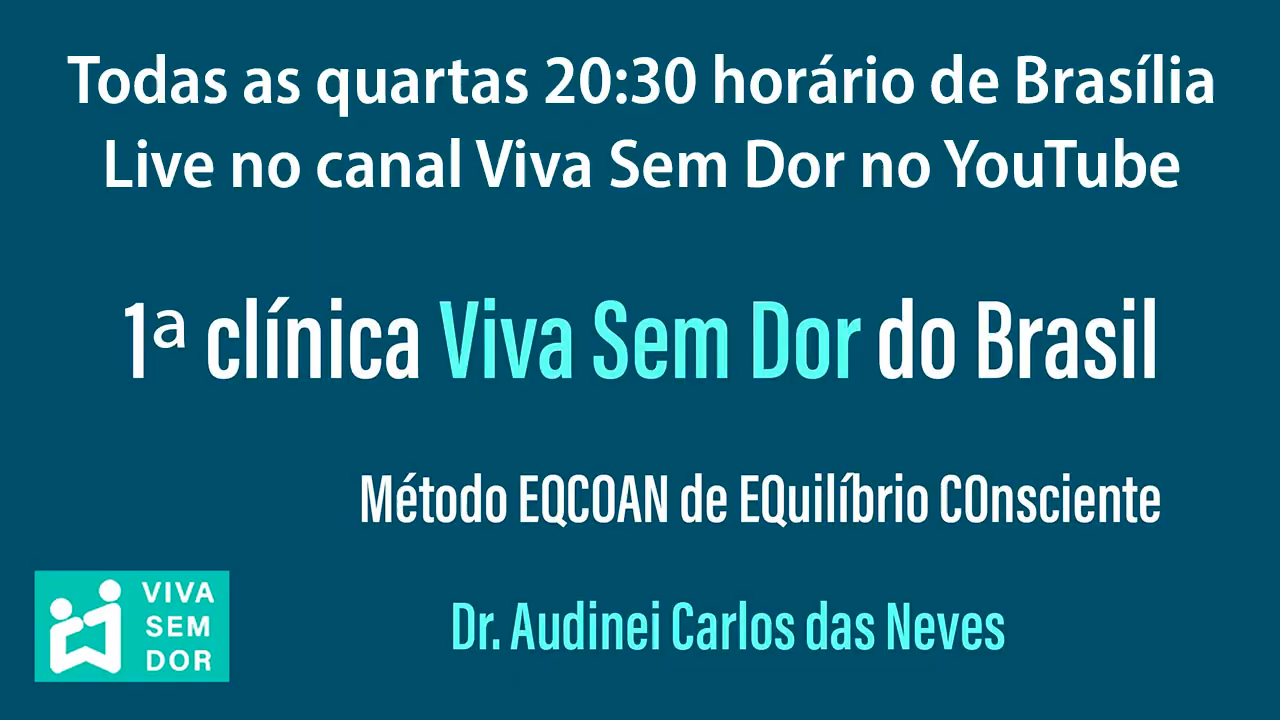 Todas as quartas 20:30 horário de Brasília
Live no canal Viva Sem Dor no YouTube
1ª clínica Viva Sem Dor do Brasil
Método EQCOAN de EQuilíbrio COnsciente
Dr. Audinei Carlos das Neves
VIVA
SEM
DOR